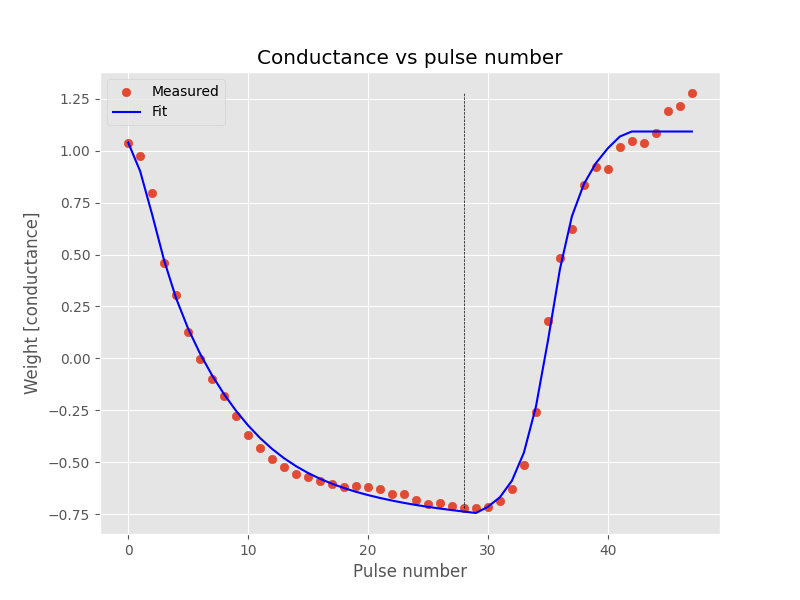 Conductance vs pulse number
Measured
Fit
1.25
1.00
0.75
0.50
0.25
0.00
−0.25
−0.50
−0.75
Weight [conductance]
0 10 20 30 40
Pulse number